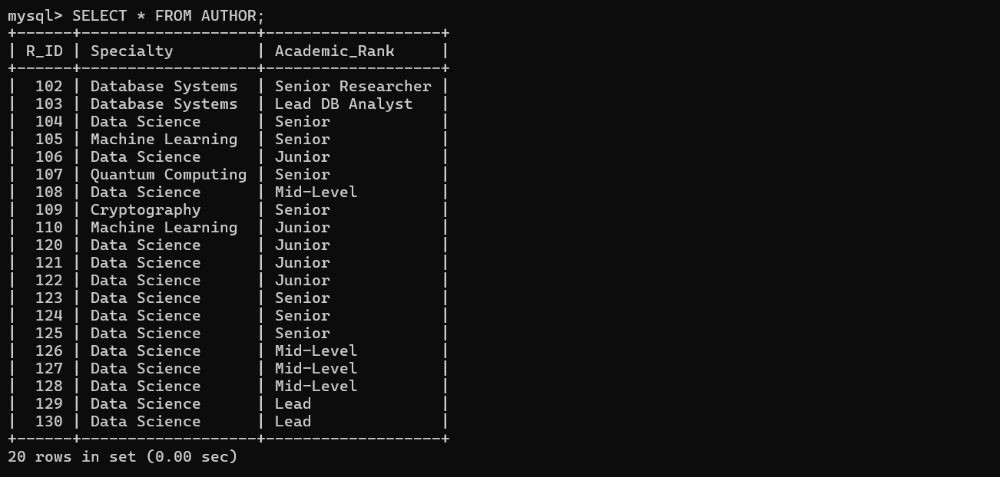 mysql> SELECT * FROM AUTHOR;
+------+-------------------+-------------------+
| R_ID | Specialty         | Academic_Rank     |
+------+-------------------+-------------------+
|  102 | Database Systems  | Senior Researcher |
|  103 | Database Systems  | Lead DB Analyst   |
|  104 | Data Science      | Senior            |
|  105 | Machine Learning  | Senior            |
|  106 | Data Science      | Junior            |
|  107 | Quantum Computing | Senior            |
|  108 | Data Science      | Mid-Level         |
|  109 | Cryptography      | Senior            |
|  110 | Machine Learning  | Junior            |
|  120 | Data Science      | Junior            |
|  121 | Data Science      | Junior            |
|  122 | Data Science      | Junior            |
|  123 | Data Science      | Senior            |
|  124 | Data Science      | Senior            |
|  125 | Data Science      | Senior            |
|  126 | Data Science      | Mid-Level         |
|  127 | Data Science      | Mid-Level         |
|  128 | Data Science      | Mid-Level         |
|  129 | Data Science      | Lead              |
|  130 | Data Science      | Lead              |
+------+-------------------+-------------------+
20 rows in set (0.00 sec)